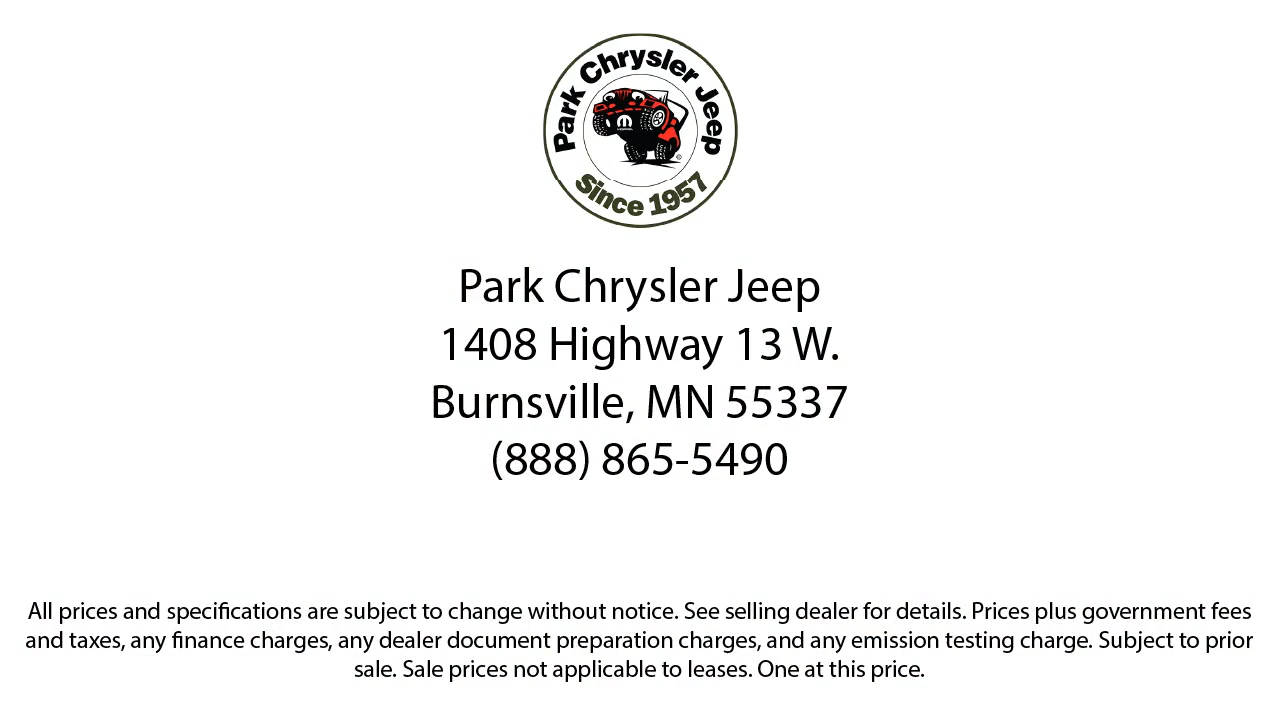 Park Chrysler Jeep
Since 1957
Park Chrysler Jeep
1408 Highway 13 W.
Burnsville, MN 55337
(888) 865-5490
All prices and specifications are subject to change without notice. See selling dealer for details. Prices plus government fees
and taxes, any finance charges, any dealer document preparation charges, and any emission testing charge. Subject to prior
sale. Sale prices not applicable to leases. One at this price.